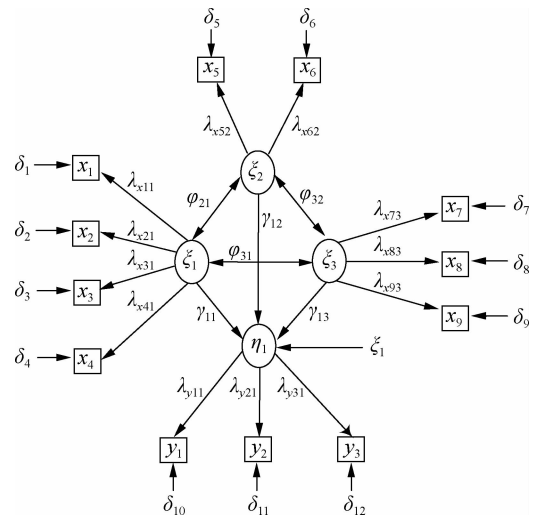 δ5
δ6
x5
x6
λx52
λx62
δ1
x1
λx11
ξ2
φ21
φ32
δ2
x2
λx21
γ12
λx73
x7
δ7
λx31
ξ1
φ31
ξ3
λx83
x8
δ8
δ3
x3
λx41
λx93
x9
δ9
δ4
x4
γ11
γ13
η1
ξ1
λy11
λy21
λy31
y1
y2
y3
δ10
δ11
δ12